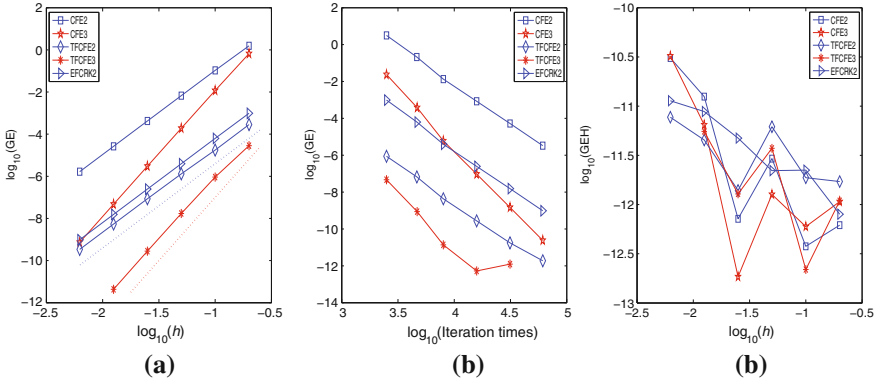 CFE2
CFE3
TFCFE2
TFCFE3
EFCRK2
2
0
−2
−4
−6
−8
−10
−12
−2.5
−2
−1.5
−1
−0.5
log10(GE)
log10(h)
(a)
CFE2
CFE3
TFCFE2
TFCFE3
EFCRK2
2
0
−2
−4
−6
−8
−10
−12
−14
3
3.5
4
4.5
5
log10(GE)
log10(Iteration times)
(b)
CFE2
CFE3
TFCFE2
TFCFE3
EFCRK2
−10
−10.5
−11
−11.5
−12
−12.5
−13
−2.5
−2
−1.5
−1
−0.5
log10(GEH)
log10(h)
(b)